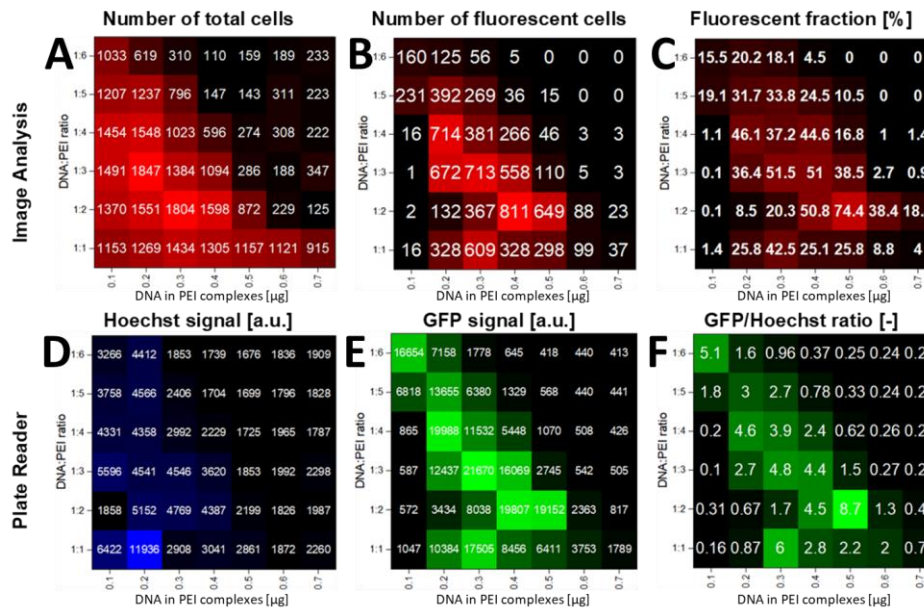 Number of total cells
Number of fluorescent cells
Fluorescent fraction [%]
Image Analysis
A
DNA:PEI ratio
1:6 1033 619 310 110 159 189 233
1:5 1207 1237 796 147 143 311 223
1:4 1454 1548 1023 596 274 308 222
1:3 1491 1847 1384 1094 286 188 347
1:2 1370 1551 1804 1598 872 229 125
1:1 1153 1269 1434 1305 1157 1121 915
0.1 0.2 0.3 0.4 0.5 0.6 0.7
DNA in PEI complexes [µg]
B
DNA:PEI ratio
1:6 160 125 56 5 0 0 0
1:5 231 392 269 36 15 0 0
1:4 16 714 381 266 46 3 3
1:3 1 672 713 558 110 5 3
1:2 2 132 367 811 649 88 23
1:1 16 328 609 328 298 99 37
0.1 0.2 0.3 0.4 0.5 0.6 0.7
DNA in PEI complexes [µg]
C
DNA:PEI ratio
1:6 15.5 20.2 18.1 4.5 0 0 0
1:5 19.1 31.7 33.8 24.5 10.5 0 0
1:4 1.1 46.1 37.2 44.6 16.8 1 1.4
1:3 0.1 36.4 51.5 51 38.5 2.7 0.9
1:2 0.1 8.5 20.3 50.8 74.4 38.4 18.
1:1 1.4 25.8 42.5 25.1 25.8 8.8 4
0.1 0.2 0.3 0.4 0.5 0.6 0.7
DNA in PEI complexes [µg]
Hoechst signal [a.u.]
GFP signal [a.u.]
GFP/Hoechst ratio [-]
Plate Reader
D
DNA:PEI ratio
1:6 3266 4412 1853 1739 1676 1836 1909
1:5 3758 4566 2406 1704 1699 1796 1828
1:4 4331 4358 2992 2229 1725 1965 1787
1:3 5596 4541 4546 3620 1853 1992 2298
1:2 1858 5152 4769 4387 2199 1826 1987
1:1 6422 11936 2908 3041 2861 1872 2260
0.1 0.2 0.3 0.4 0.5 0.6 0.7
DNA in PEI complexes [µg]
E
DNA:PEI ratio
1:6 16654 7158 1778 645 418 440 413
1:5 6818 13655 6380 1329 568 440 441
1:4 865 19988 11532 5448 1070 508 426
1:3 587 12437 21670 16069 2745 542 505
1:2 572 3434 8038 19807 19152 2363 817
1:1 1047 10384 17505 8456 6411 3753 1789
0.1 0.2 0.3 0.4 0.5 0.6 0.7
DNA in PEI complexes [µg]
F
DNA:PEI ratio
1:6 5.1 1.6 0.96 0.37 0.25 0.24 0.2
1:5 1.8 3 2.7 0.78 0.33 0.24 0.2
1:4 0.2 4.6 3.9 2.4 0.62 0.26 0.2
1:3 0.1 2.7 4.8 4.4 1.5 0.27 0.2
1:2 0.31 0.67 1.7 4.5 8.7 1.3 0.4
1:1 0.16 0.87 6 2.8 2.2 2 0.7
0.1 0.2 0.3 0.4 0.5 0.6 0.7
DNA in PEI complexes [µg]